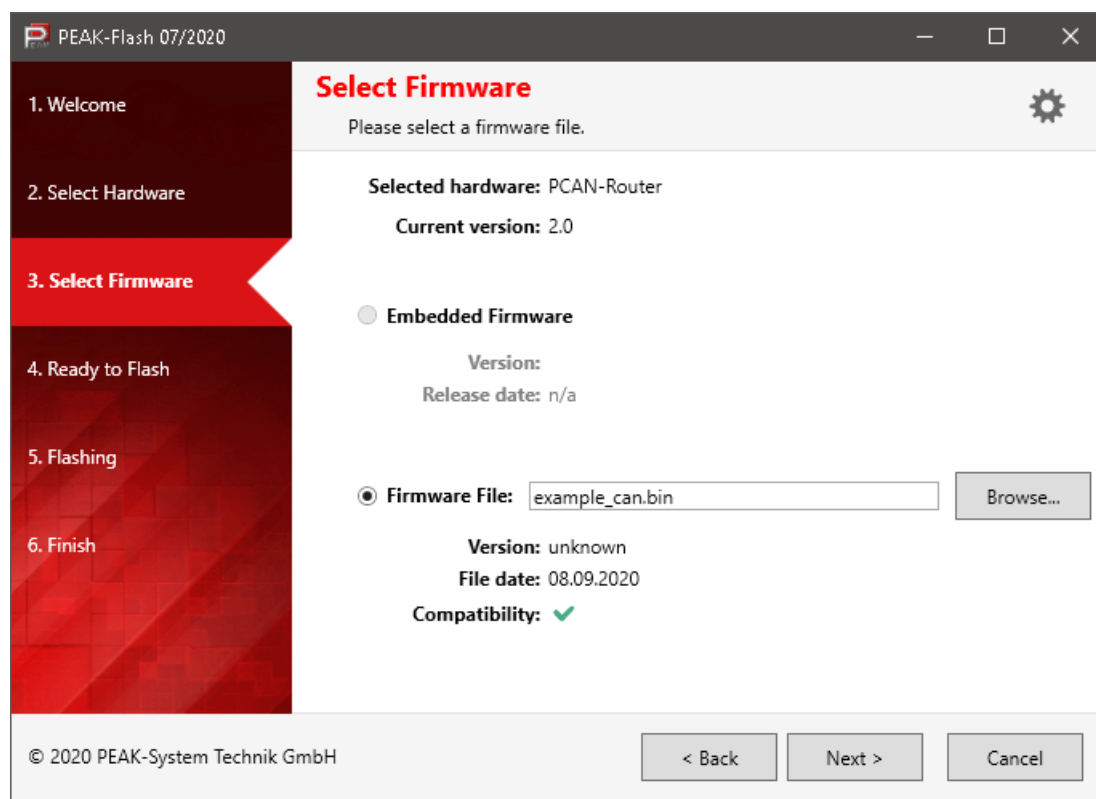 PEAK-Flash 07/2020
1. Welcome
2. Select Hardware
3. Select Firmware
4. Ready to Flash
5. Flashing
6. Finish
Select Firmware
Please select a firmware file.
Selected hardware: PCAN-Router
Current version: 2.0
Embedded Firmware
Version:
Release date: n/a
Firmware File: example_can.bin Browse...
Version: unknown
File date: 08.09.2020
Compatibility:
© 2020 PEAK-System Technik GmbH
< Back Next > Cancel